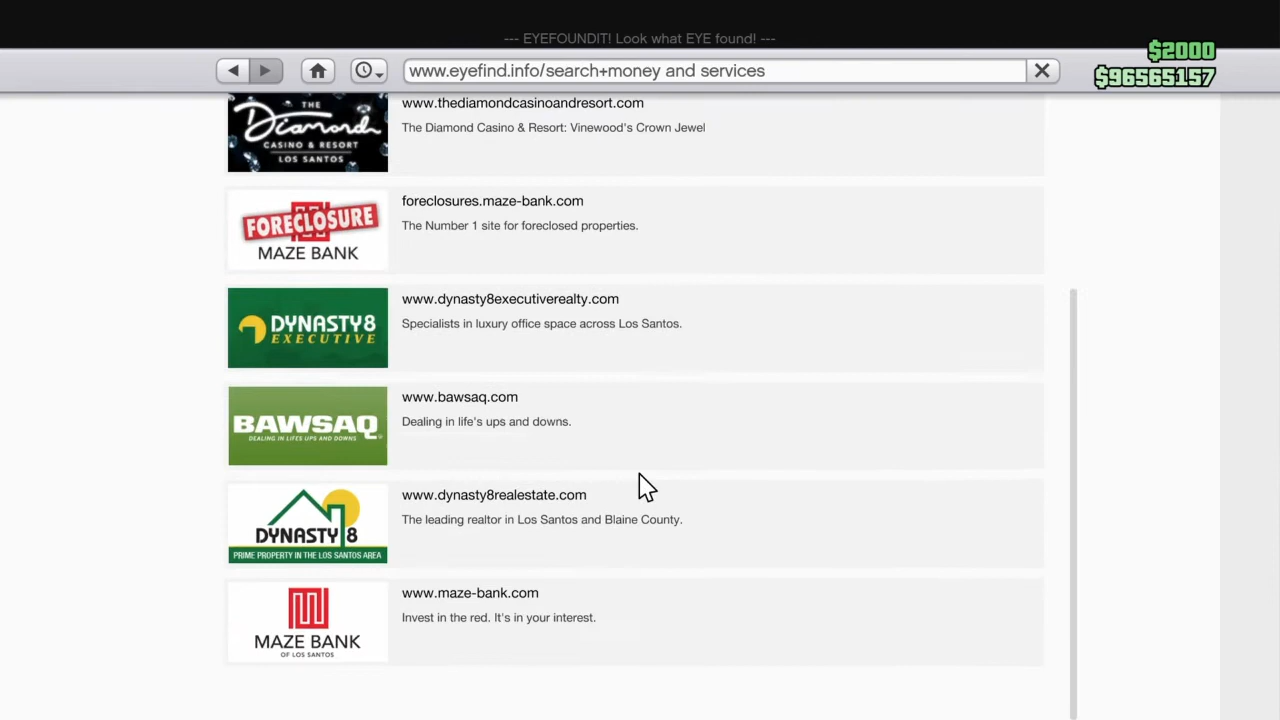 --- EYEFOUNDIT! Look what EYE found! ---
$2000
www.eyefind.info/search+money and services
$96565157
THE
Diamond
CASINO & RESORT
LOS SANTOS
www.thediamondcasinoandresort.com
The Diamond Casino & Resort: Vinewood's Crown Jewel
FORECLOSURE
MAZE BANK
foreclosures.maze-bank.com
The Number 1 site for foreclosed properties.
DYNASTY8
EXECUTIVE
www.dynasty8executiverealty.com
Specialists in luxury office space across Los Santos.
BAWSAQ
DEALING IN LIFES UPS AND DOWNS
www.bawsaq.com
Dealing in life's ups and downs.
DYNASTY 8
PRIME PROPERTY IN THE LOS SANTOS AREA
www.dynasty8realestate.com
The leading realtor in Los Santos and Blaine County.
MAZE BANK
OF LOS SANTOS
www.maze-bank.com
Invest in the red. It's in your interest.